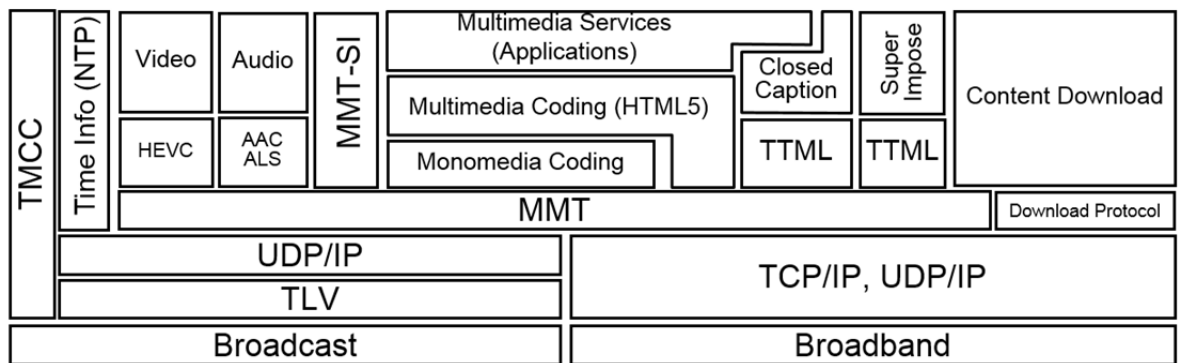 TMCC
Time Info (NTP)
Video
Audio
MMT-SI
Multimedia Services
(Applications)
Closed
Caption
Super
Impose
Content Download
HEVC
AAC
ALS
Multimedia Coding (HTML5)
Monomedia Coding
TTML
TTML
MMT
Download Protocol
UDP/IP
TLV
TCP/IP, UDP/IP
Broadcast
Broadband